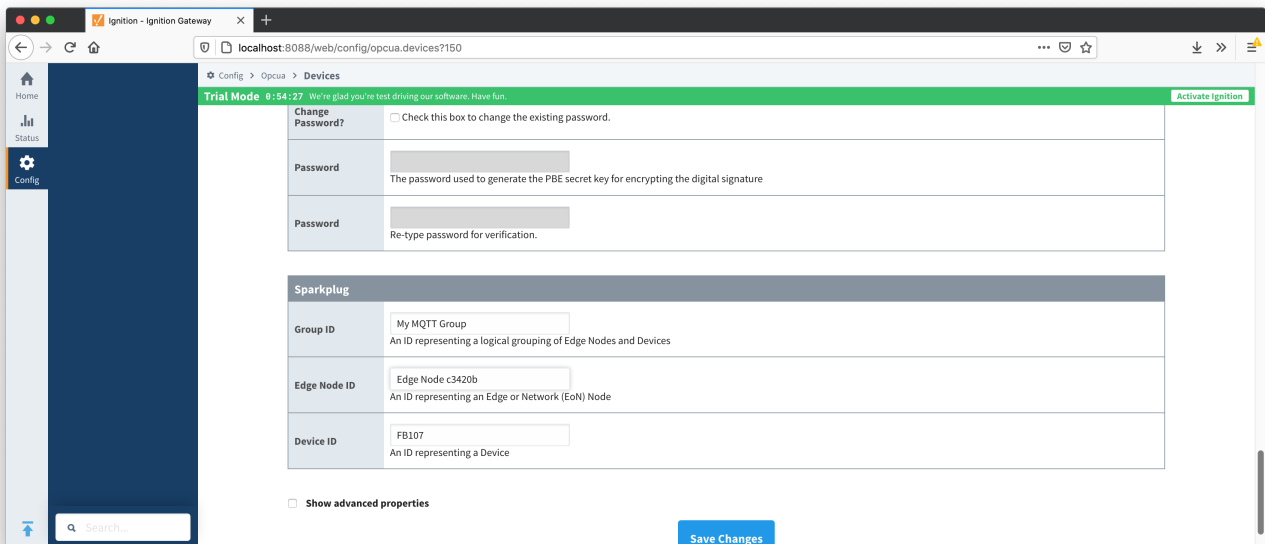 Ignition - Ignition Gateway
localhost:8088/web/config/opcua.devices?150
Config > Opcua > Devices
Home
Trial Mode 0:54:27 We're glad you're test driving our software. Have fun.
Activate Ignition
Status
Config
Change Password?
Check this box to change the existing password.
Password
The password used to generate the PBE secret key for encrypting the digital signature
Password
Re-type password for verification.
Sparkplug
Group ID
My MQTT Group
An ID representing a logical grouping of Edge Nodes and Devices
Edge Node ID
Edge Node c3420b
An ID representing an Edge or Network (EoN) Node
Device ID
FB107
An ID representing a Device
Show advanced properties
Search...
Save Changes